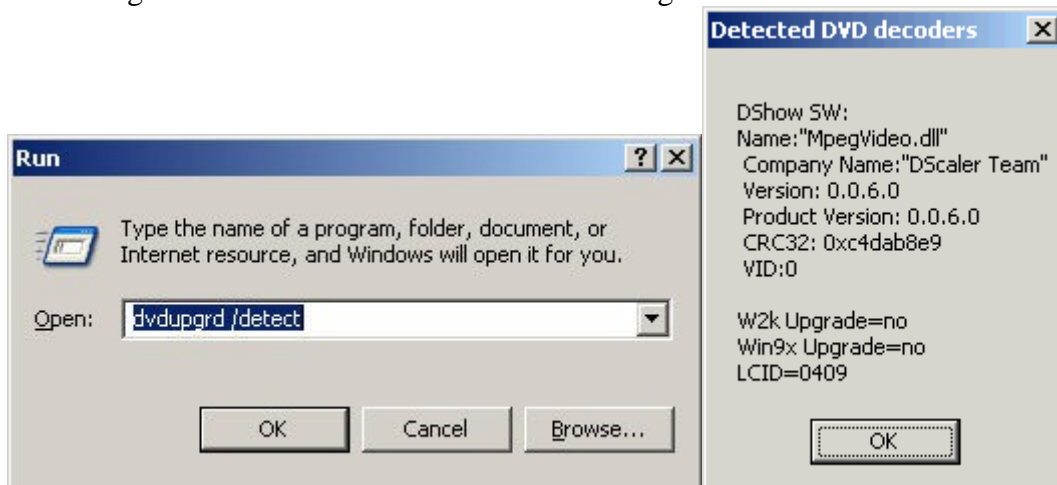 Run
Type the name of a program, folder, document, or
Internet resource, and Windows will open it for you.
Open:
dvdupgrd /detect
OK
Cancel
Browse...
Detected DVD decoders
DShow SW:
Name:"MpegVideo.dll"
Company Name:"DScaler Team"
Version: 0.0.6.0
Product Version: 0.0.6.0
CRC32: 0xc4dab8e9
VID:0
W2k Upgrade=no
Win9x Upgrade=no
LCID=0409
OK